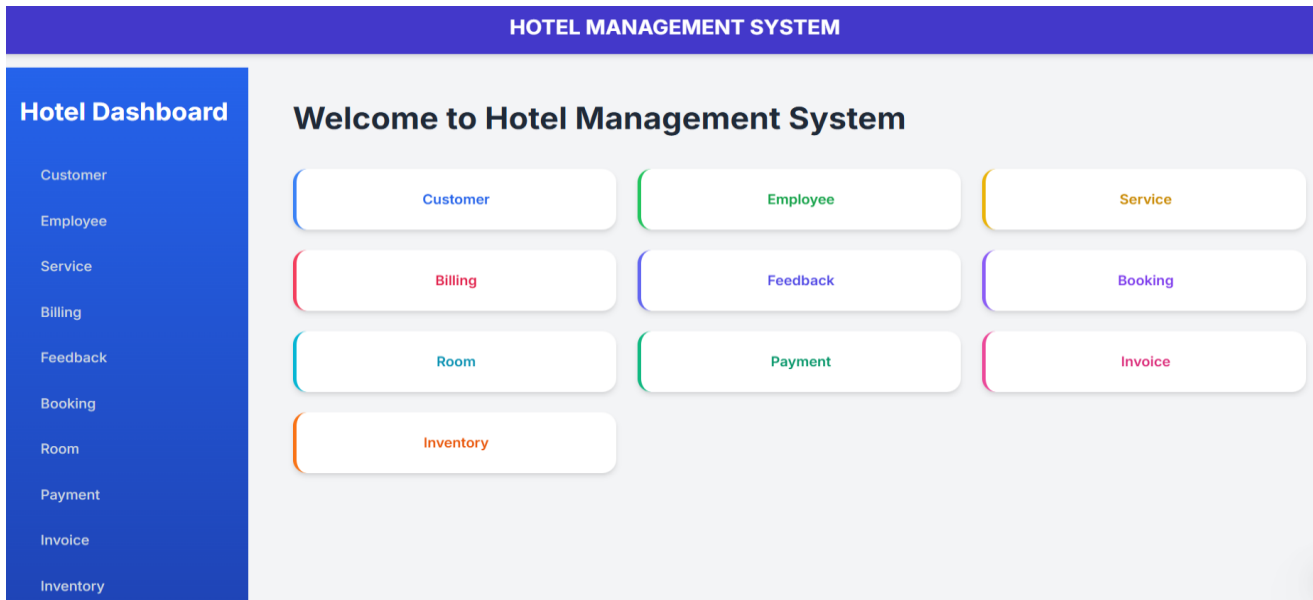 HOTEL MANAGEMENT SYSTEM
Hotel Dashboard
Customer
Employee
Service
Billing
Feedback
Booking
Room
Payment
Invoice
Inventory
Welcome to Hotel Management System
Customer
Employee
Service
Billing
Feedback
Booking
Room
Payment
Invoice
Inventory